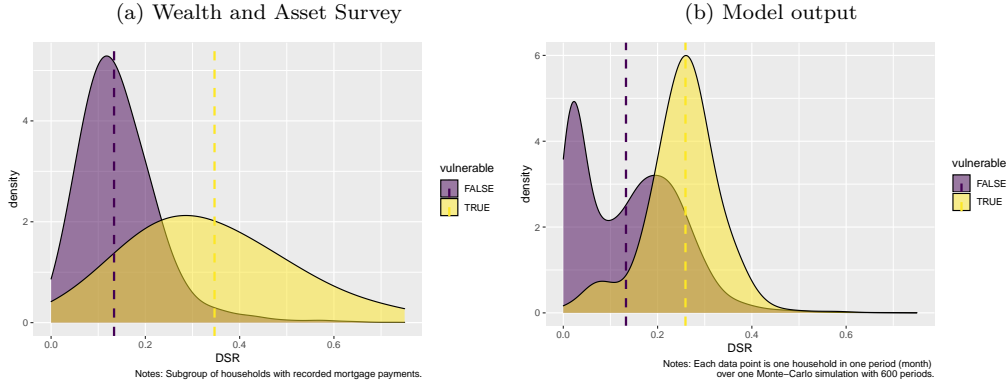 (a) Wealth and Asset Survey
density
4
2
0
0.0 0.2 0.4 0.6
DSR
vulnerable
FALSE
TRUE
Notes: Subgroup of households with recorded mortgage payments.
(b) Model output
density
6
4
2
0
0.0 0.2 0.4 0.6
DSR
vulnerable
FALSE
TRUE
Notes: Each data point is one household in one period (month)
over one Monte−Carlo simulation with 600 periods.